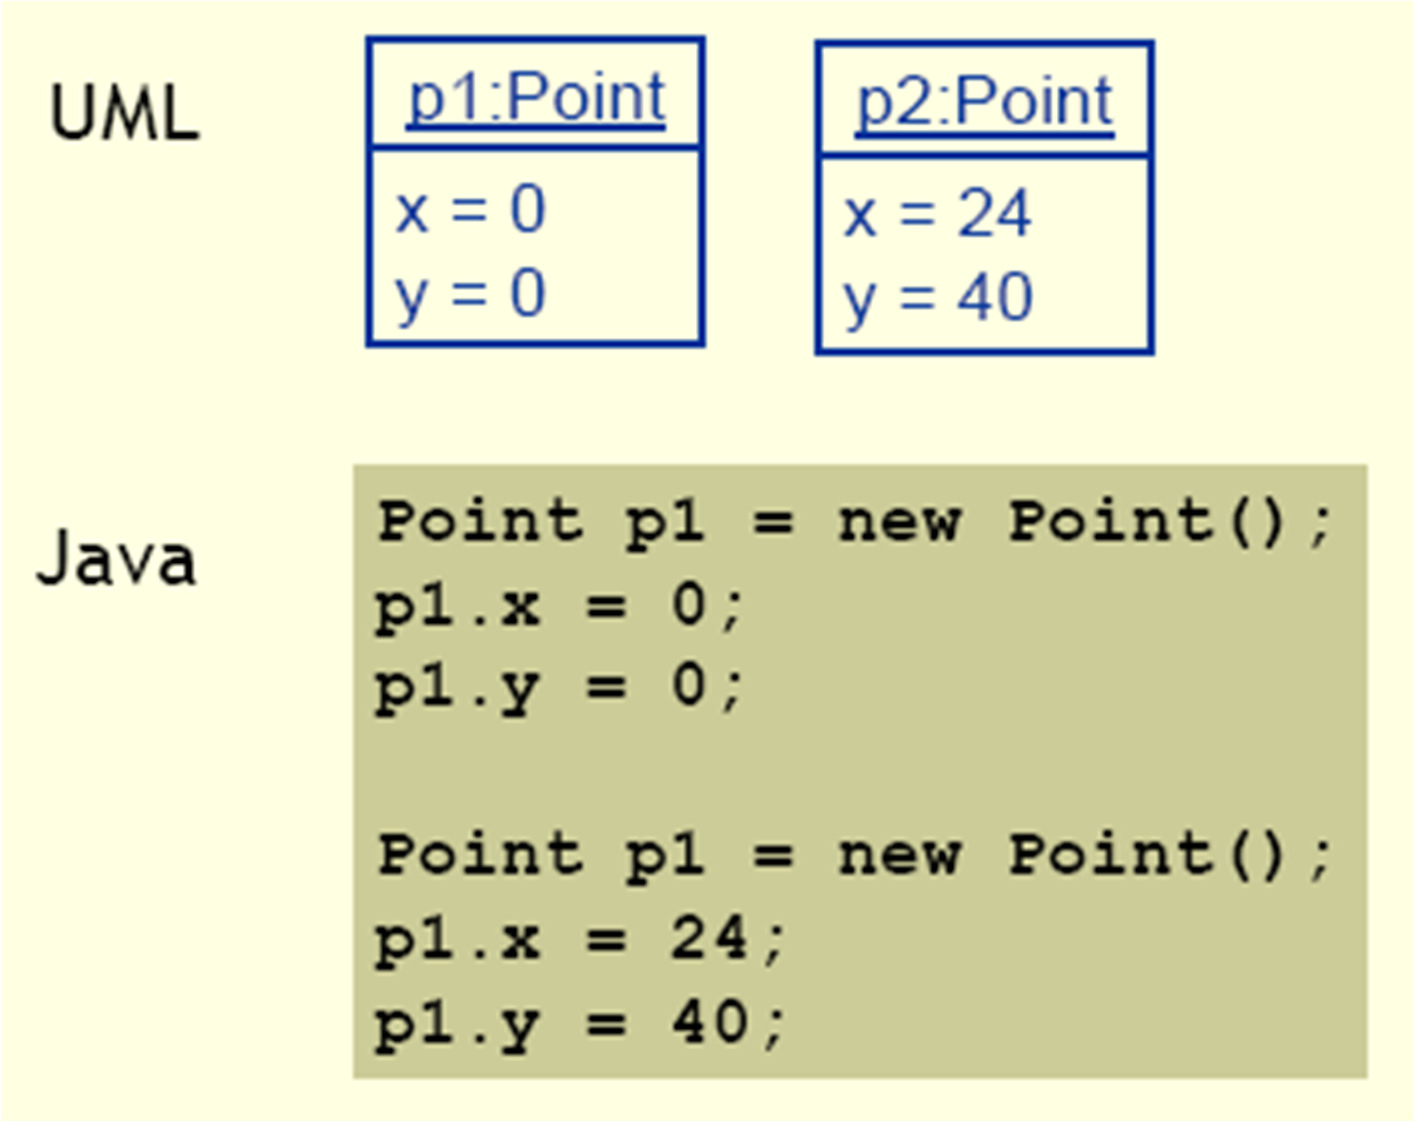 UML
p1:Point
x = 0
y = 0
p2:Point
x = 24
y = 40
Java
Point p1 = new Point();
p1.x = 0;
p1.y = 0;
Point p1 = new Point();
p1.x = 24;
p1.y = 40;